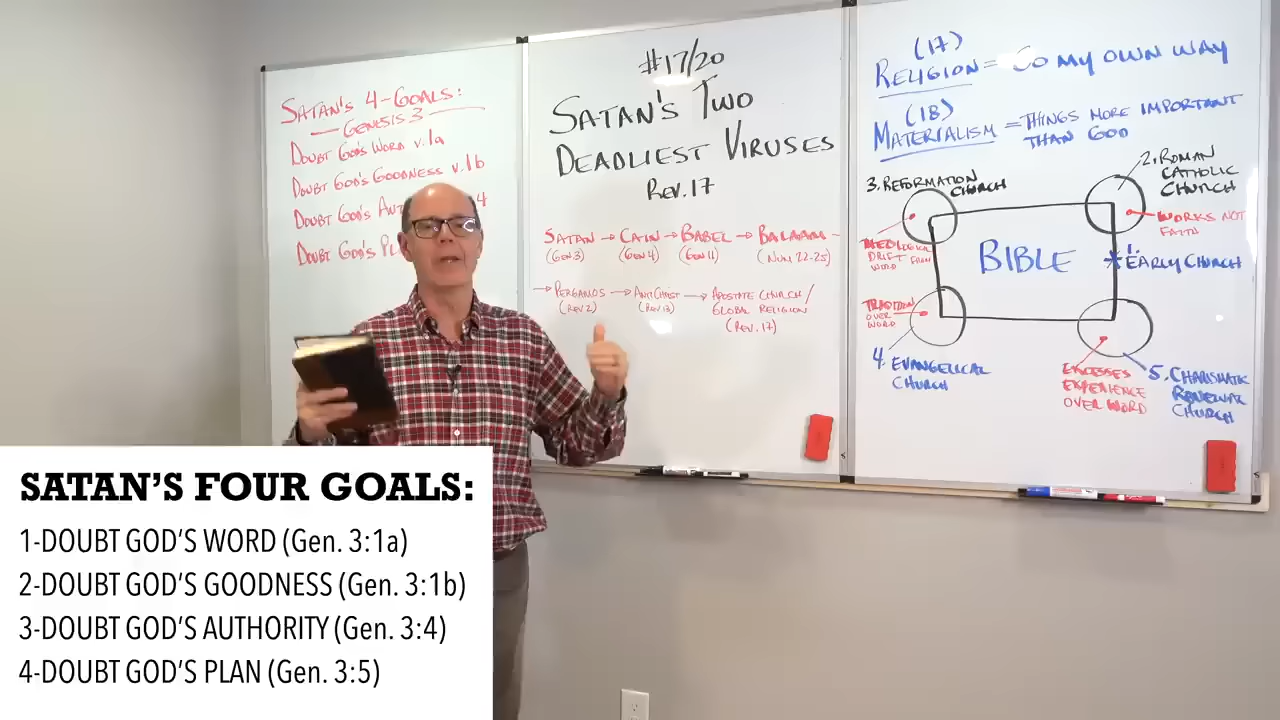 SATAN'S 4-GOALS:
GENESIS 3
DOUBT GOD'S WORD v.1a
DOUBT GOD'S GOODNESS v.1b
DOUBT GOD'S 4
DOUBT GOD'S
#17/20
SATAN'S TWO
DEADLIEST VIRUSES
REV. 17
SATAN → CAIN → BABEL → BALAAM
(GEN 3) (GEN 4) (GEN 11) (NUM 22-25)
→ PERGAMOS → ANTICHRIST → APOSTATE CHURCH/
(REV 2) (REV. 13) GLOBAL RELIGION
(REV. 17)
(17)
RELIGION = GO MY OWN WAY
(18)
MATERIALISM = THINGS MORE IMPORTANT
THAN GOD
3. REFORMATION
CHURCH
2. ROMAN
CATHOLIC
CHURCH
WORKS NOT
FAITH
THEOLOGICAL
DRIFT FROM
WORD
BIBLE
1.
EARLY CHURCH
TRADITION
OVER
WORD
4. EVANGELICAL
CHURCH
EXCESSES
EXPERIENCE
OVER WORD
5. CHARISMATIC
RENEWAL
CHURCH
SATAN'S FOUR GOALS:
1-DOUBT GOD'S WORD (Gen. 3:1a)
2-DOUBT GOD'S GOODNESS (Gen. 3:1b)
3-DOUBT GOD'S AUTHORITY (Gen. 3:4)
4-DOUBT GOD'S PLAN (Gen. 3:5)